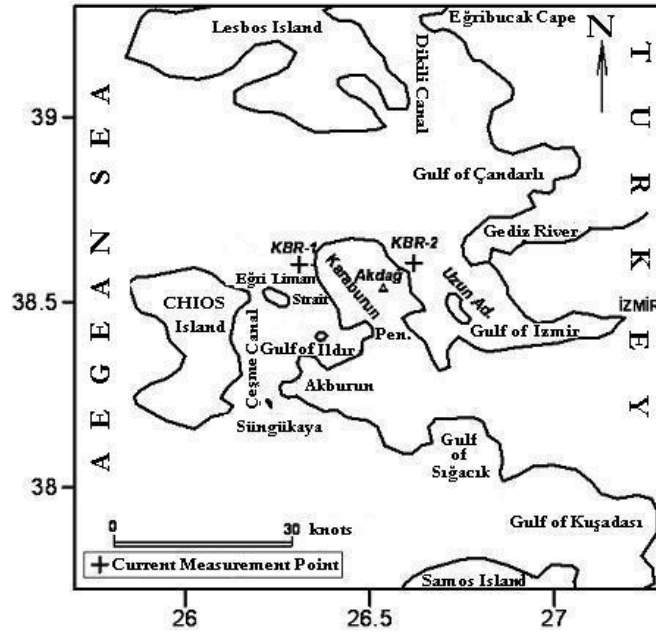 Lesbos Island
Eğribucak Cape
N
Dikili Canal
TURKEY
AEGEAN SEA
39
Gulf of Çandarlı
Gediz River
KBR-1
KBR-2
Karaburun
Akdağ
Uzun Ad.
Eğri Liman
Strait
CHIOS
Island
38.5
İZMİR
Pen.
Gulf of Izmir
Gulf of Ildır
Çeşme Canal
Akburun
Süngükaya
Gulf
of
Sığacık
38
Gulf of Kuşadası
0 30 knots
+ Current Measurement Point
Samos Island
26 26.5 27